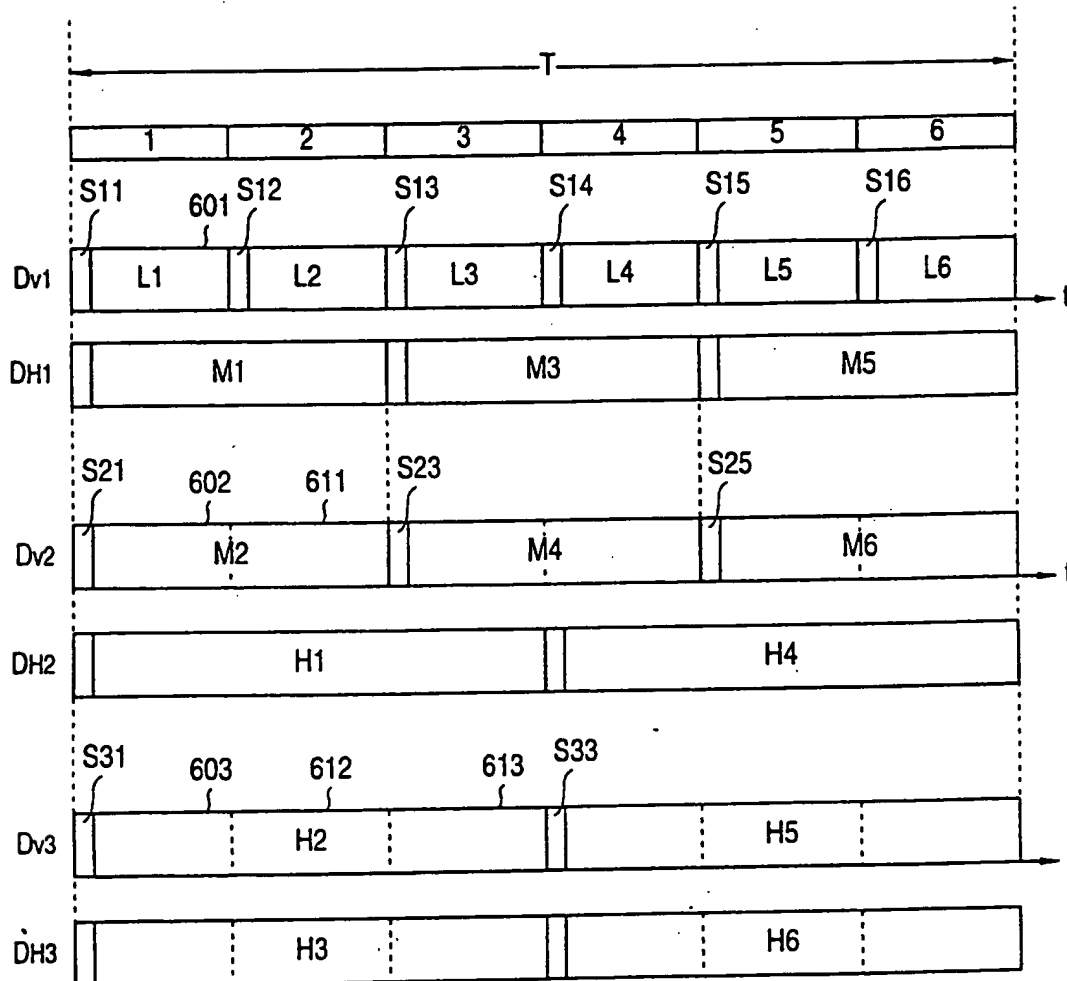 T
1 2 3 4 5 6
S11 601 S12 S13 S14 S15 S16
Dv1 L1 L2 L3 L4 L5 L6 t
DH1 M1 M3 M5
S21 602 611 S23 S25
Dv2 M2 M4 M6 t
DH2 H1 H4
S31 603 612 613 S33
Dv3 H2 H5
DH3 H3 H6